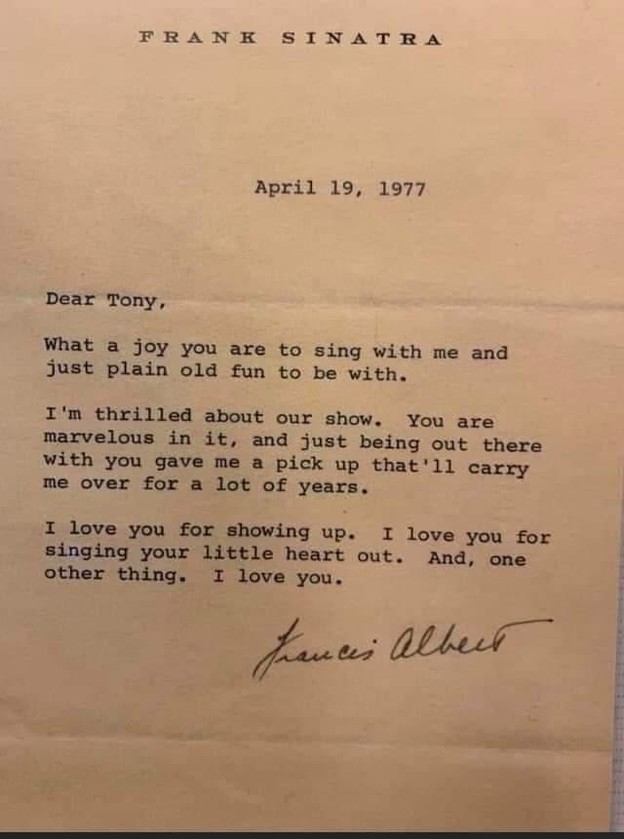 FRANK SINATRA
April 19, 1977
Dear Tony,
What a joy you are to sing with me and
just plain old fun to be with.
I'm thrilled about our show. You are
marvelous in it, and just being out there
with you gave me a pick up that'll carry
me over for a lot of years.
I love you for showing up. I love you for
singing your little heart out. And, one
other thing. I love you.
Francis Albert